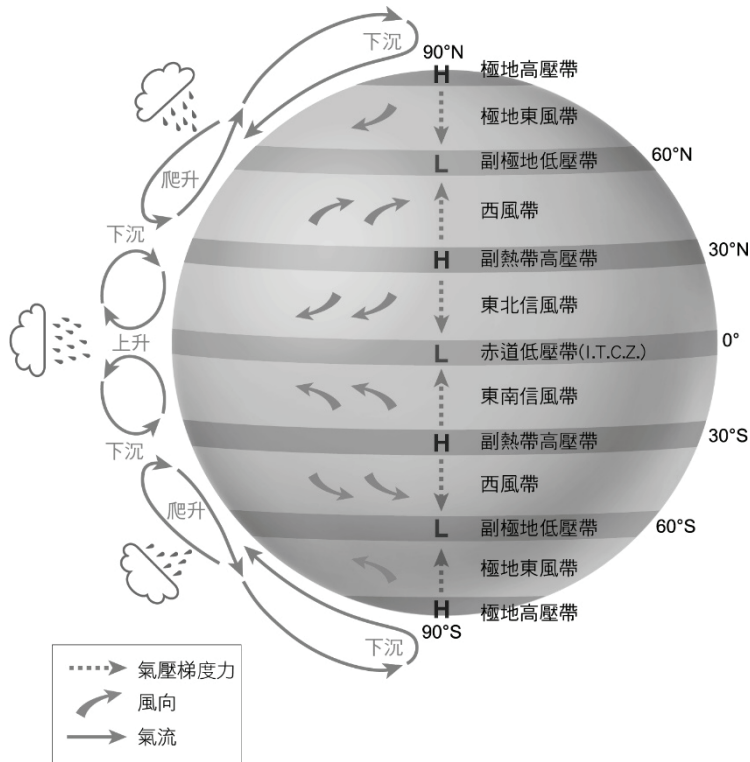 下沉
90°N
H
極地高壓帶
極地東風帶
L
副極地低壓帶
60°N
爬升
西風帶
下沉
H
副熱帶高壓帶
30°N
東北信風帶
上升
L
赤道低壓帶(I.T.C.Z.)
0°
東南信風帶
下沉
H
副熱帶高壓帶
30°S
爬升
西風帶
L
副極地低壓帶
60°S
極地東風帶
下沉
H
極地高壓帶
90°S
氣壓梯度力
風向
氣流